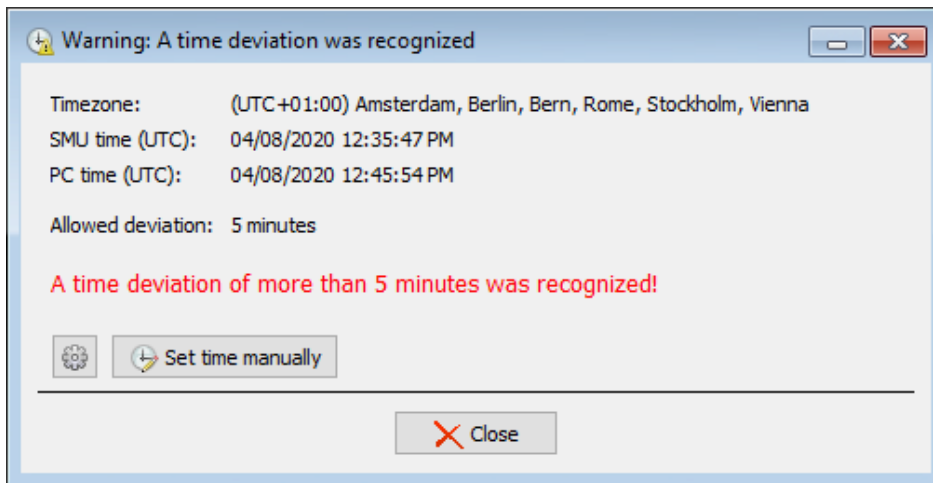 Warning: A time deviation was recognized
Timezone: (UTC+01:00) Amsterdam, Berlin, Bern, Rome, Stockholm, Vienna
SMU time (UTC): 04/08/2020 12:35:47 PM
PC time (UTC): 04/08/2020 12:45:54 PM
Allowed deviation: 5 minutes
A time deviation of more than 5 minutes was recognized!
Set time manually
Close